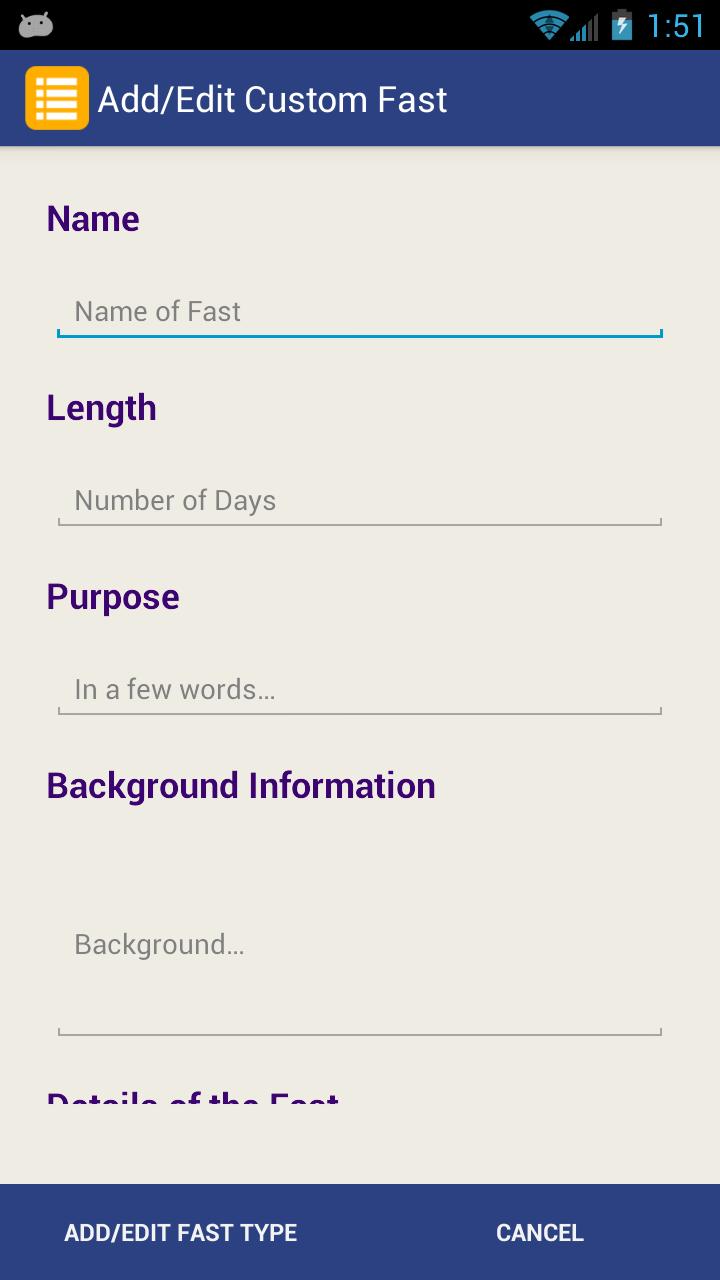 1:51
Add/Edit Custom Fast
Name
Name of Fast
Length
Number of Days
Purpose
In a few words...
Background Information
Background...
Details of the Fast
ADD/EDIT FAST TYPE
CANCEL